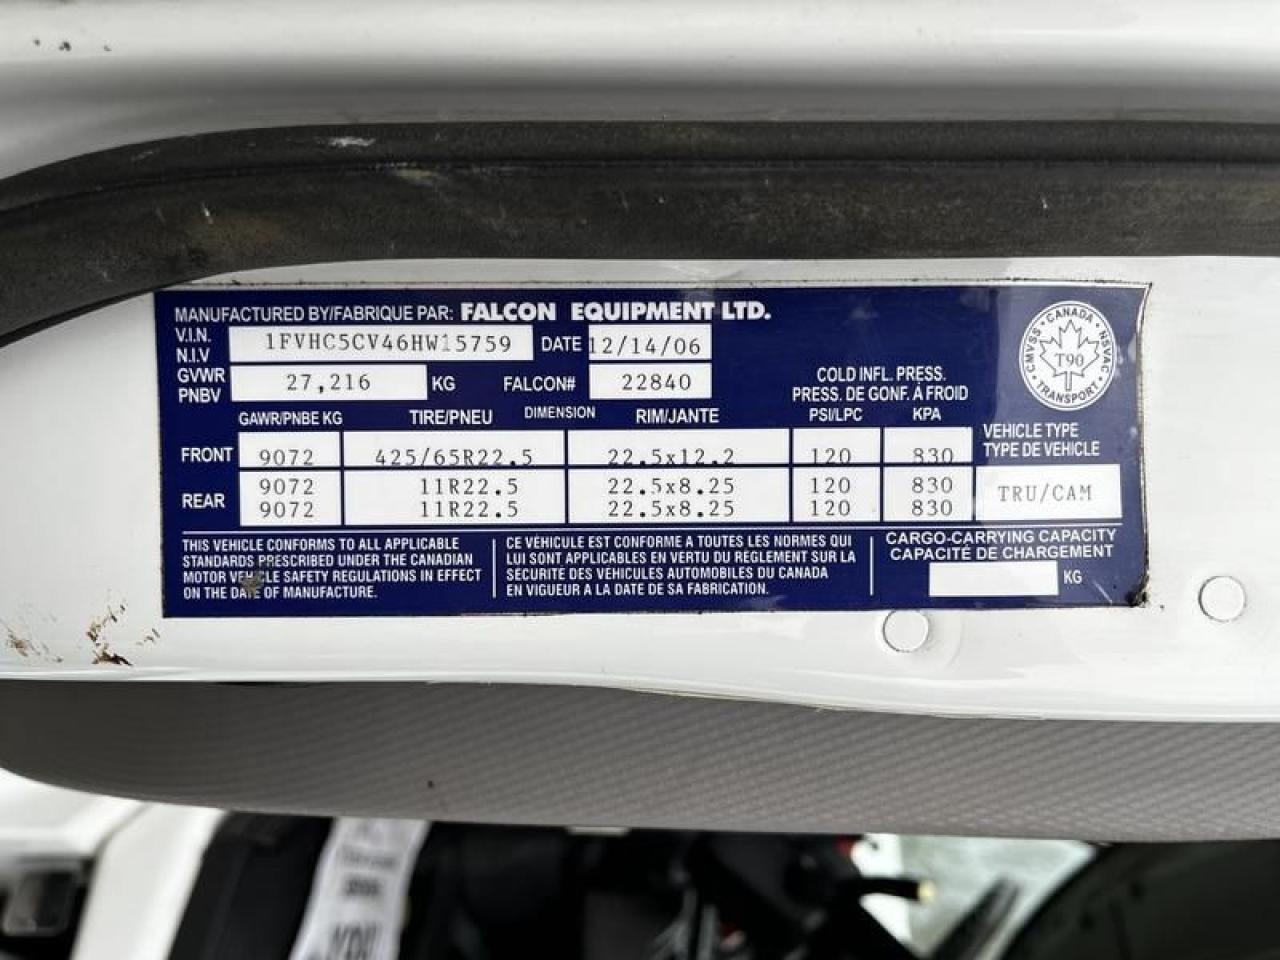 MANUFACTURED BY/FABRIQUE PAR: FALCON EQUIPMENT LTD.
V.I.N.
N.I.V
1FVHC5CV46HW15759
DATE 12/14/06
GVWR
PNBV
27,216 KG
FALCON# 22840
COLD INFL. PRESS.
PRESS. DE GONF. À FROID
GAWR/PNBE KG TIRE/PNEU DIMENSION RIM/JANTE PSI/LPC KPA
FRONT 9072 425/65R22.5 22.5x12.2 120 830
REAR
9072 11R22.5 22.5x8.25 120 830
9072 11R22.5 22.5x8.25 120 830
CANADA
CMVSS
NSVAC
T90
TRANSPORT
VEHICLE TYPE
TYPE DE VEHICLE
TRU/CAM
THIS VEHICLE CONFORMS TO ALL APPLICABLE
STANDARDS PRESCRIBED UNDER THE CANADIAN
MOTOR VEHICLE SAFETY REGULATIONS IN EFFECT
ON THE DATE OF MANUFACTURE.
CE VÉHICULE EST CONFORME A TOUTES LES NORMES QUI
LUI SONT APPLICABLES EN VERTU DU RÈGLEMENT SUR LA
SÉCURITÉ DES VÉHICULES AUTOMOBILES DU CANADA
EN VIGUEUR A LA DATE DE SA FABRICATION.
CARGO-CARRYING CAPACITY
CAPACITÉ DE CHARGEMENT
KG